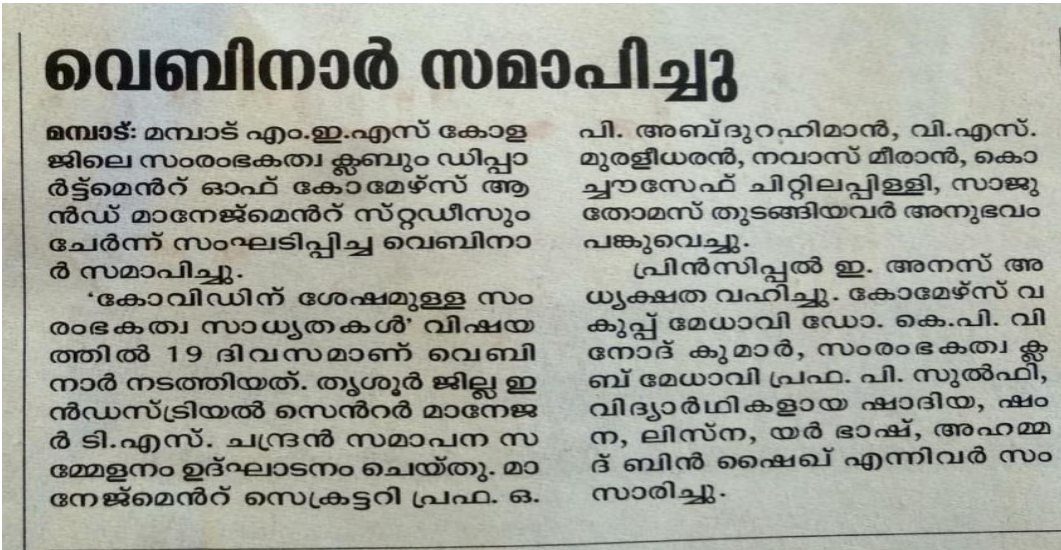 വെബിനാർ സമാപിച്ചു
മമ്പാട്: മമ്പാട് എം.ഇ.എസ് കോള
ജിലെ സംരംഭകത്വ ക്ലബും ഡിപ്പാ
ർട്ട്മെൻറ് ഓഫ് കോമേഴ്സ് ആ
ൻഡ് മാനേജ്മെൻറ് സ്റ്റഡീസും
ചേർന്ന് സംഘടിപ്പിച്ച വെബിനാ
ർ സമാപിച്ചു.
‘കോവിഡിന് ശേഷമുള്ള സം
രംഭകത്വ സാധ്യതകൾ’ വിഷയ
ത്തിൽ 19 ദിവസമാണ് വെബി
നാർ നടത്തിയത്. തൃശൂർ ജില്ല ഇ
ൻഡസ്ട്രിയൽ സെൻറർ മാനേജ
ർ ടി.എസ്. ചന്ദ്രൻ സമാപന സ
മ്മേളനം ഉദ്ഘാടനം ചെയ്തു. മാ
നേജ്മെൻറ് സെക്രട്ടറി പ്രഫ. ഒ.
പി. അബ്ദുറഹിമാൻ, വി.എസ്.
മുരളീധരൻ, നവാസ് മീരാൻ, കൊ
ച്ചൗസേഫ് ചിറ്റിലപ്പിള്ളി, സാജു
തോമസ് തുടങ്ങിയവർ അനുഭവം
പങ്കുവെച്ചു.
പ്രിൻസിപ്പൽ ഇ. അനസ് അ
ധ്യക്ഷത വഹിച്ചു. കോമേഴ്സ് വ
കുപ്പ് മേധാവി ഡോ. കെ.പി. വി
നോദ് കുമാർ, സംരംഭകത്വ ക്ല
ബ് മേധാവി പ്രഫ. പി. സുൽഫി,
വിദ്യാർഥികളായ ഷാദിയ, ഷം
ന, ലിസ്ന, യർ ഭാഷ്, അഹമ്മ
ദ് ബിൻ ഷൈഖ് എന്നിവർ സം
സാരിച്ചു.